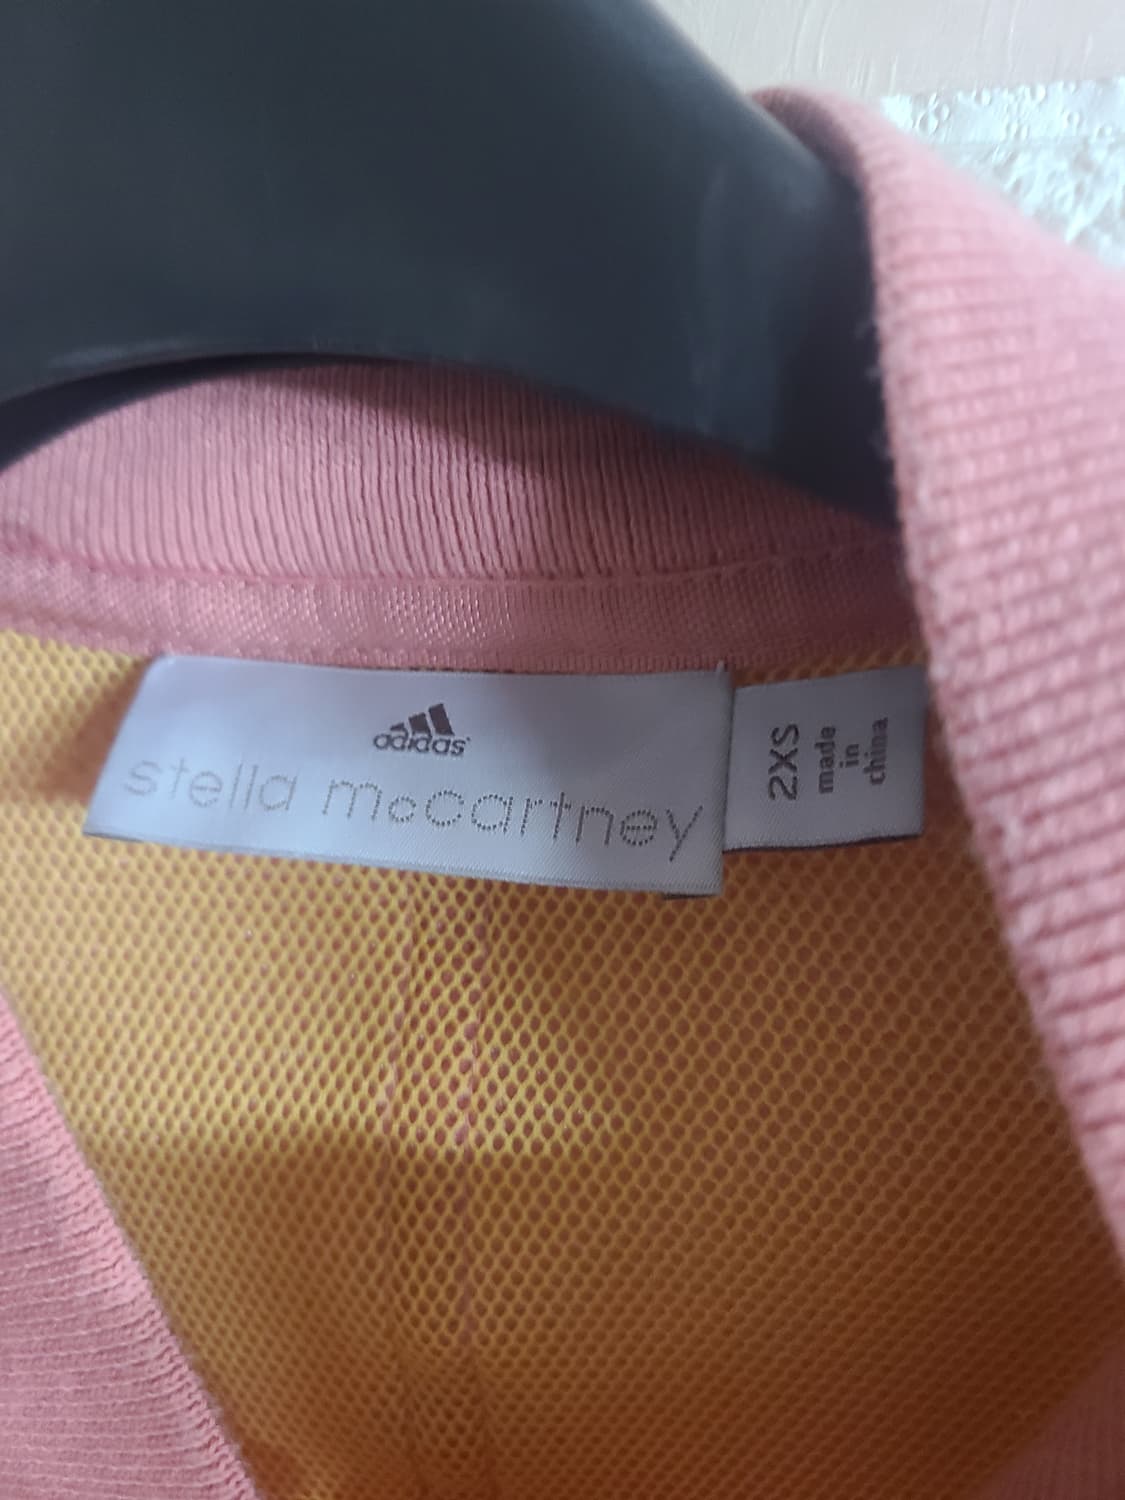 adidas
stella mccartney
2XS
made
in
china